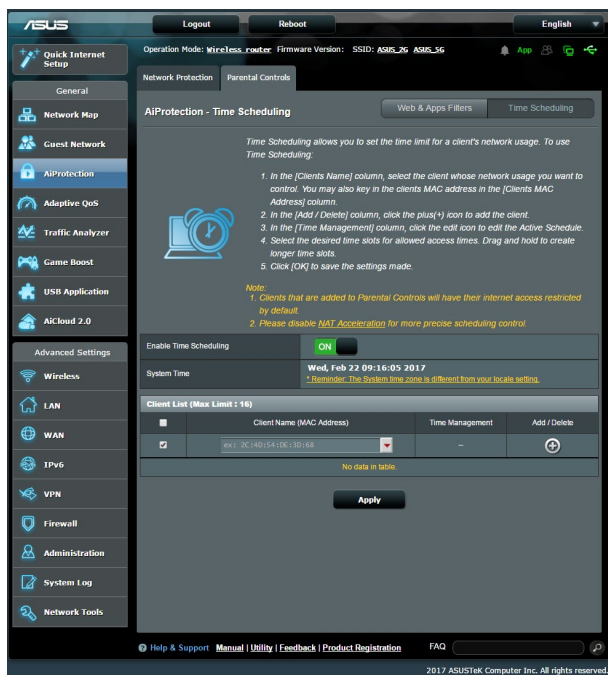 ASUS
Logout
Reboot
English
Quick Internet
Setup
General
Network Map
Guest Network
AiProtection
Adaptive QoS
Traffic Analyzer
Game Boost
USB Application
AiCloud 2.0
Advanced Settings
Wireless
LAN
WAN
IPv6
VPN
Firewall
Administration
System Log
Network Tools
Operation Mode: Wireless router Firmware Version: SSID: ASUS_2G ASUS_5G
App
Network Protection
Parental Controls
AiProtection - Time Scheduling
Web & Apps Filters
Time Scheduling
Time Scheduling allows you to set the time limit for a client's network usage. To use
Time Scheduling:
1. In the [Clients Name] column, select the client whose network usage you want to
control. You may also key in the clients MAC address in the [Clients MAC
Address] column.
2. In the [Add / Delete] column, click the plus(+) icon to add the client.
3. In the [Time Management] column, click the edit icon to edit the Active Schedule.
4. Select the desired time slots for allowed access times. Drag and hold to create
longer time slots.
5. Click [OK] to save the settings made.
Note:
1. Clients that are added to Parental Controls will have their internet access restricted
by default.
2. Please disable NAT Acceleration for more precise scheduling control.
Enable Time Scheduling
ON
System Time
Wed, Feb 22 09:16:05 2017
* Reminder: The System time zone is different from your locale setting.
Client List (Max Limit : 16)
Client Name (MAC Address)
Time Management
Add / Delete
ex: 2C:4D:54:DE:3D:68
–
No data in table.
Apply
Help & Support Manual | Utility | Feedback | Product Registration
FAQ
2017 ASUSTeK Computer Inc. All rights reserved.